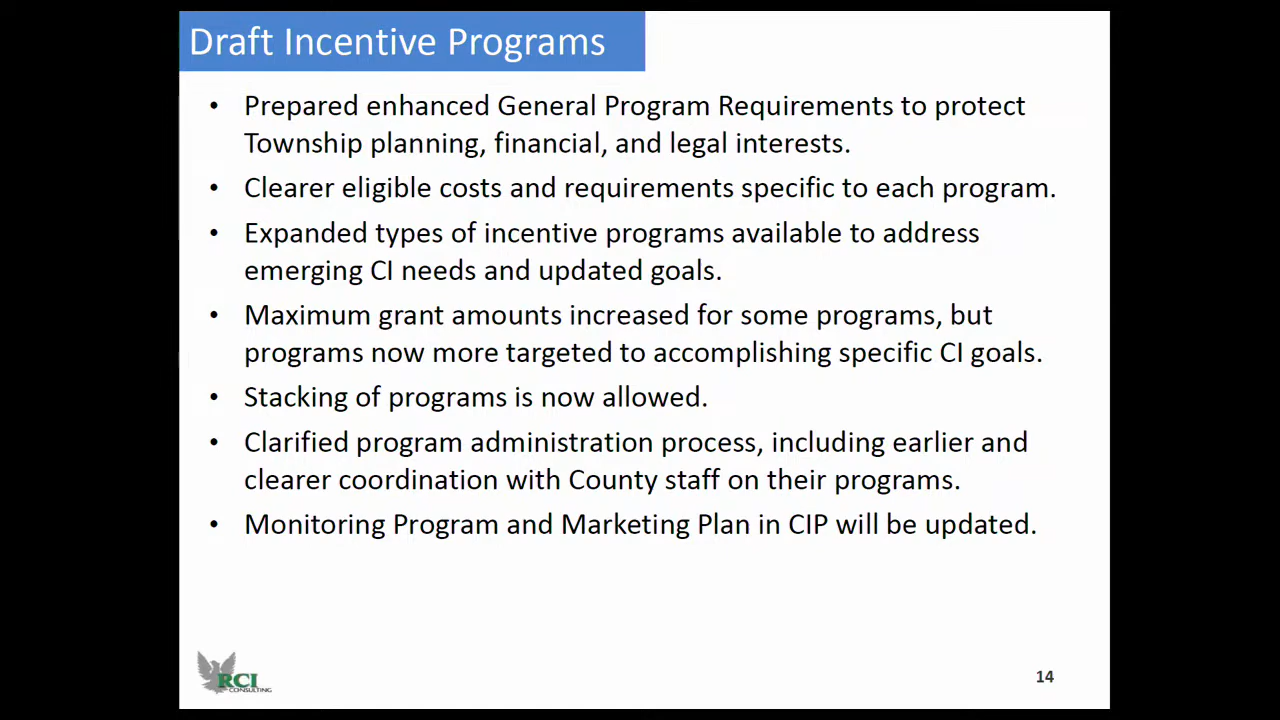 Draft Incentive Programs
• Prepared enhanced General Program Requirements to protect
Township planning, financial, and legal interests.
• Clearer eligible costs and requirements specific to each program.
• Expanded types of incentive programs available to address
emerging CI needs and updated goals.
• Maximum grant amounts increased for some programs, but
programs now more targeted to accomplishing specific CI goals.
• Stacking of programs is now allowed.
• Clarified program administration process, including earlier and
clearer coordination with County staff on their programs.
• Monitoring Program and Marketing Plan in CIP will be updated.
RCI
CONSULTING
14